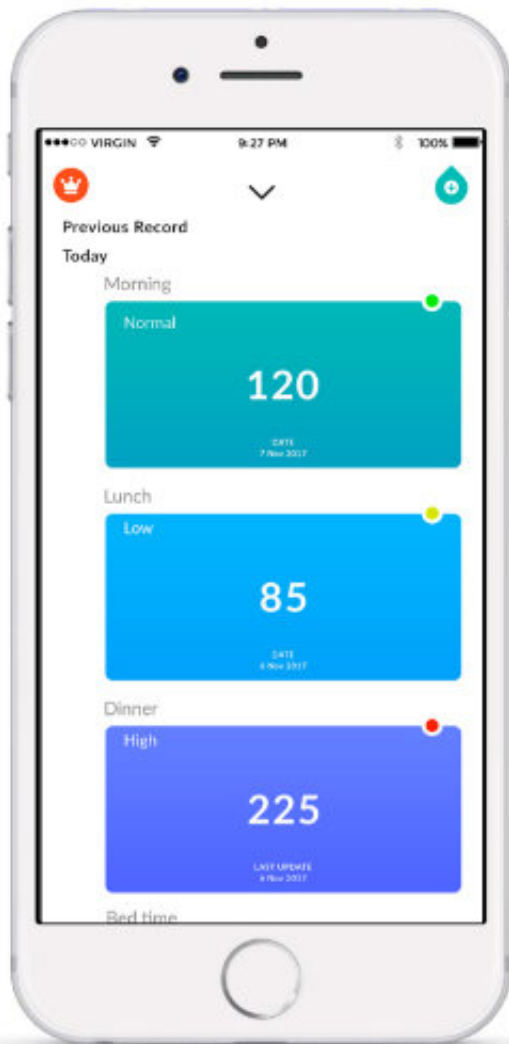 VIRGIN 9:27 PM 100%
Previous Record
Today
Morning
Normal
120
DATE
7 Nov 2017
Lunch
Low
85
DATE
Nov 2017
Dinner
High
225
LAST UPDATE
6 Nov 2017
Bed time